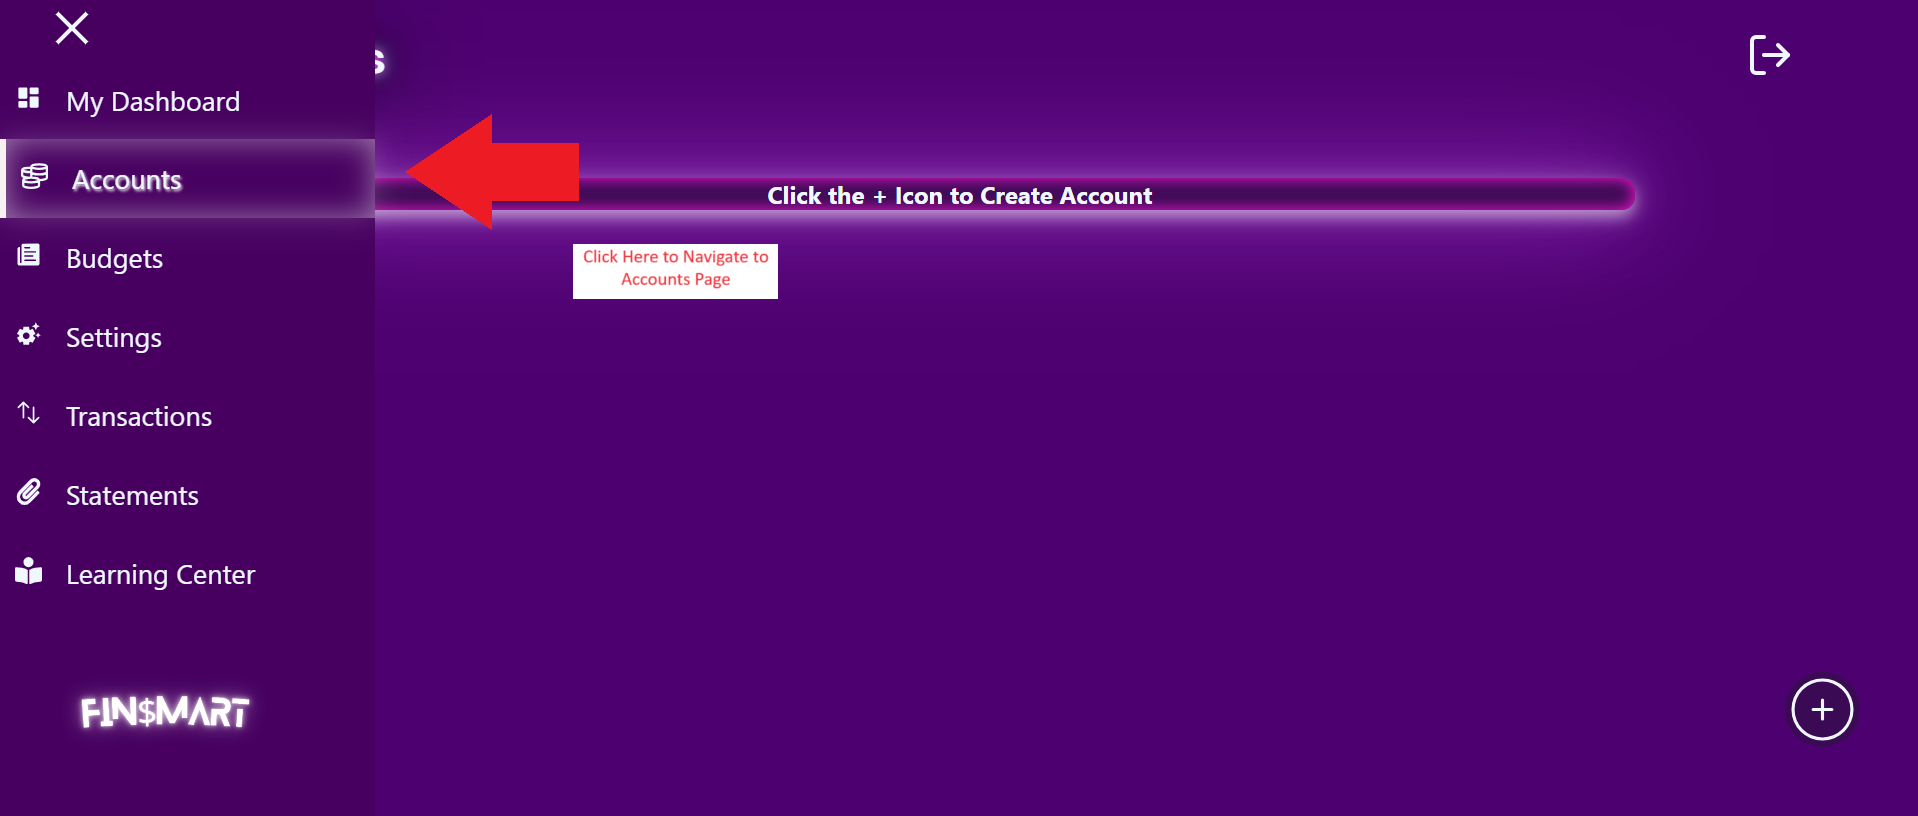 s
My Dashboard
Accounts
Click the + Icon to Create Account
Click Here to Navigate to
Accounts Page
Budgets
Settings
Transactions
Statements
Learning Center
FIN$MART